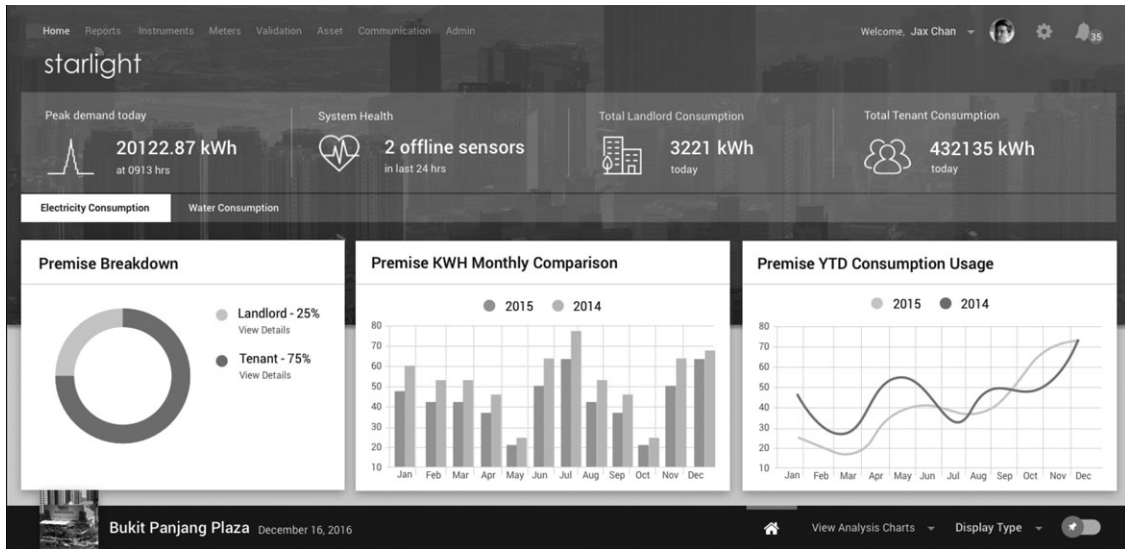 Home Reports Instruments Meters Validation Asset Communication Admin
Welcome, Jax Chan
35
starlight
Peak demand today
20122.87 kWh
at 0913 hrs
System Health
2 offline sensors
in last 24 hrs
Total Landlord Consumption
3221 kWh
today
Total Tenant Consumption
432135 kWh
today
Electricity Consumption Water Consumption
Premise Breakdown
Landlord - 25%
View Details
Tenant - 75%
View Details
Premise KWH Monthly Comparison
2015 2014
80
70
60
50
40
30
20
10
Jan Feb Mar Apr May Jun Jul Aug Sep Oct Nov Dec
Premise YTD Consumption Usage
2015 2014
80
70
60
50
40
30
20
10
Jan Feb Mar Apr May Jun Jul Aug Sep Oct Nov Dec
Bukit Panjang Plaza December 16, 2016
View Analysis Charts Display Type